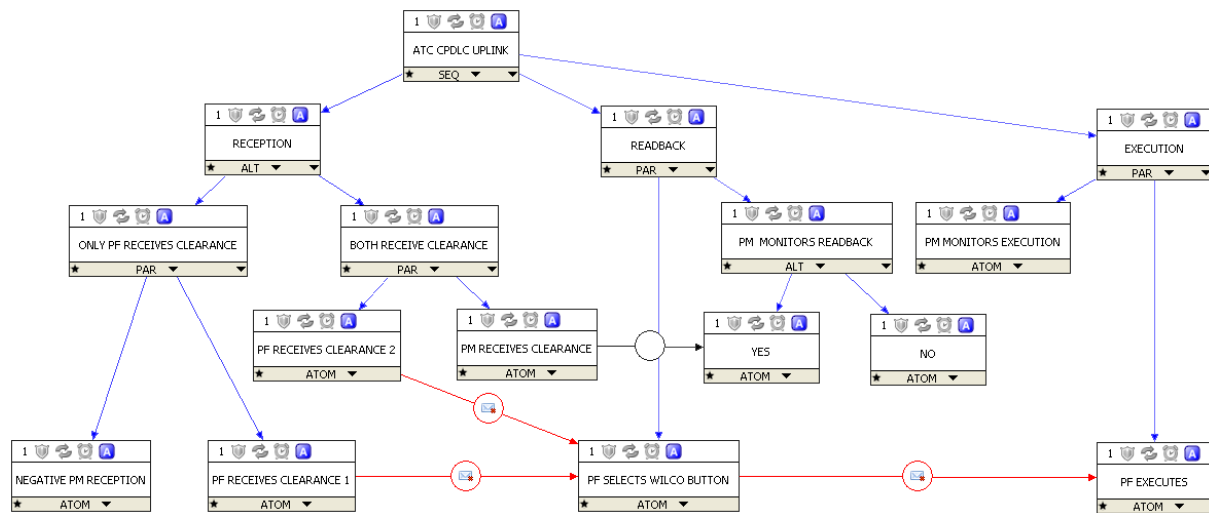 1 A
ATC CPDLC UPLINK
SEQ
1 A
RECEPTION
ALT
1 A
READBACK
PAR
1 A
EXECUTION
PAR
1 A
ONLY PF RECEIVES CLEARANCE
PAR
1 A
BOTH RECEIVE CLEARANCE
PAR
1 A
PM MONITORS READBACK
ALT
1 A
PM MONITORS EXECUTION
ATOM
1 A
PF RECEIVES CLEARANCE 2
ATOM
1 A
PM RECEIVES CLEARANCE
ATOM
1 A
YES
ATOM
1 A
NO
ATOM
1 A
NEGATIVE PM RECEPTION
ATOM
1 A
PF RECEIVES CLEARANCE 1
ATOM
1 A
PF SELECTS WILCO BUTTON
ATOM
1 A
PF EXECUTES
ATOM